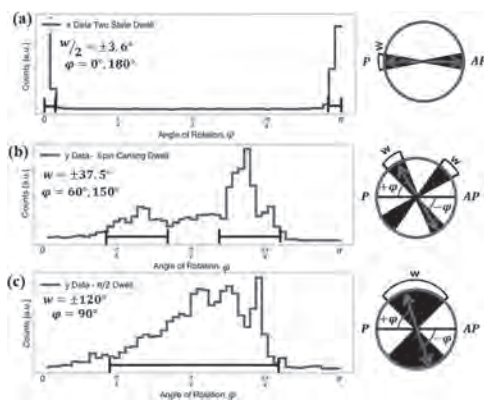 (a)
x Data Two State Dwell
w/2 = ±3.6°
φ = 0°, 180°
Counts (a.u.)
0
π
Angle of Rotation, φ
w
P
AP
(b)
y Data - Spin Canting Dwell
w = ±37.5°
φ = 60°, 150°
Counts (a.u.)
0
π
Angle of Rotation, φ
w
w
+φ
-φ
P
AP
(c)
y Data - π/2 Dwell
w = ±120°
φ = 90°
Counts (a.u.)
0
π
Angle of Rotation, φ
w
+φ
-φ
P
AP